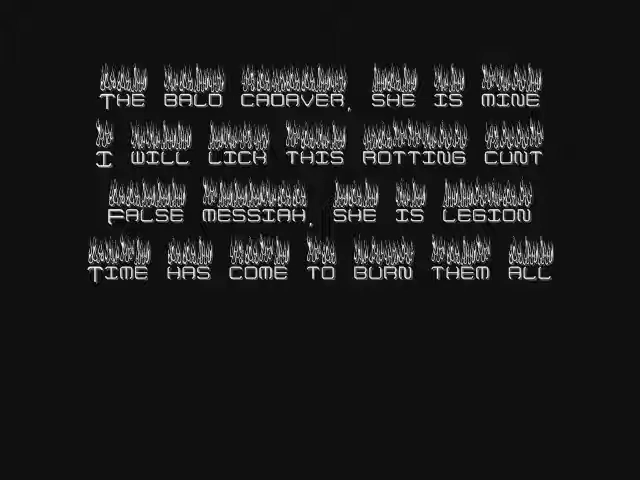 The bald cadaver, she is mine
I will lich this rotting cunt
False messiah, she is legion
Time has come to burn them all